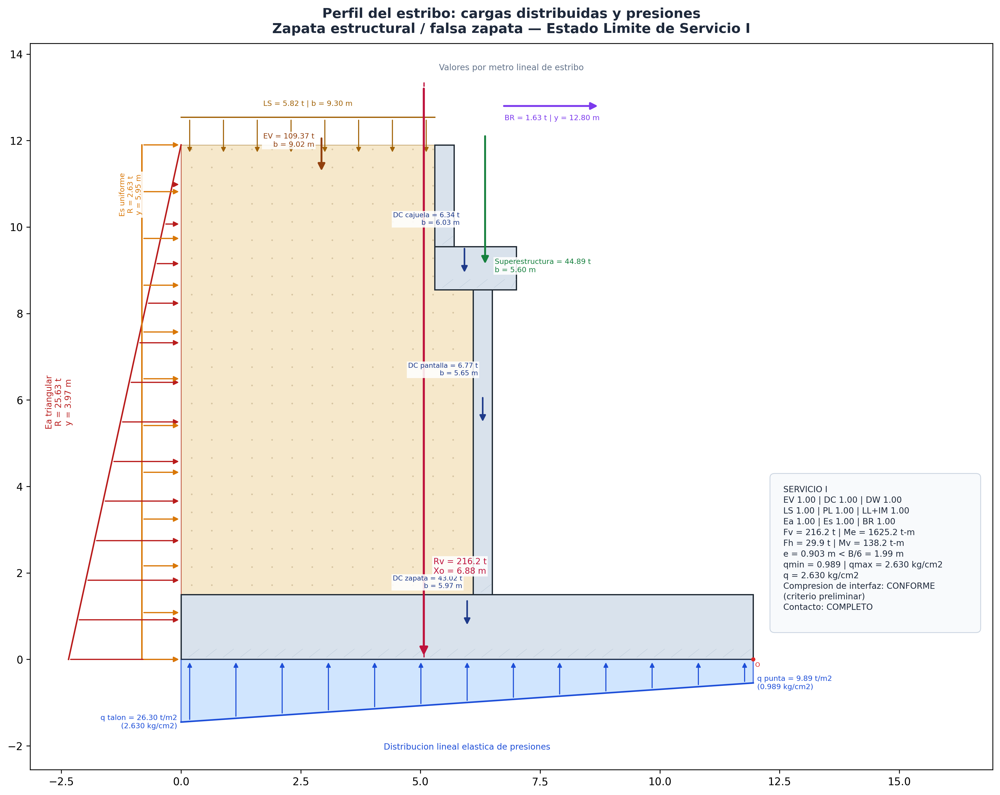 Perfil del estribo: cargas distribuidas y presiones
Zapata estructural / falsa zapata — Estado Limite de Servicio I
14
12
10
8
6
4
2
0
−2
Valores por metro lineal de estribo
LS = 5.82 t | b = 9.30 m
BR = 1.63 t | y = 12.80 m
EV = 109.37 t
b = 9.02 m
Es uniforme
R = 2.63 t
y = 5.95 m
DC cajuela = 6.34 t
b = 6.03 m
Superestructura = 44.89 t
b = 5.60 m
DC pantalla = 6.77 t
b = 5.65 m
Ea triangular
R = 25.63 t
y = 3.97 m
Rv = 216.2 t
Xo = 6.88 m
DC zapata = 43.02 t
b = 5.97 m
SERVICIO I
EV 1.00 | DC 1.00 | DW 1.00
LS 1.00 | PL 1.00 | LL+IM 1.00
Ea 1.00 | Es 1.00 | BR 1.00
Fv = 216.2 t | Me = 1625.2 t-m
Fh = 29.9 t | Mv = 138.2 t-m
e = 0.903 m < B/6 = 1.99 m
qmin = 0.989 | qmax = 2.630 kg/cm2
q = 2.630 kg/cm2
Compresion de interfaz: CONFORME
(criterio preliminar)
Contacto: COMPLETO
O
q punta = 9.89 t/m2
(0.989 kg/cm2)
q talon = 26.30 t/m2
(2.630 kg/cm2)
Distribucion lineal elastica de presiones
−2.5
0.0
2.5
5.0
7.5
10.0
12.5
15.0